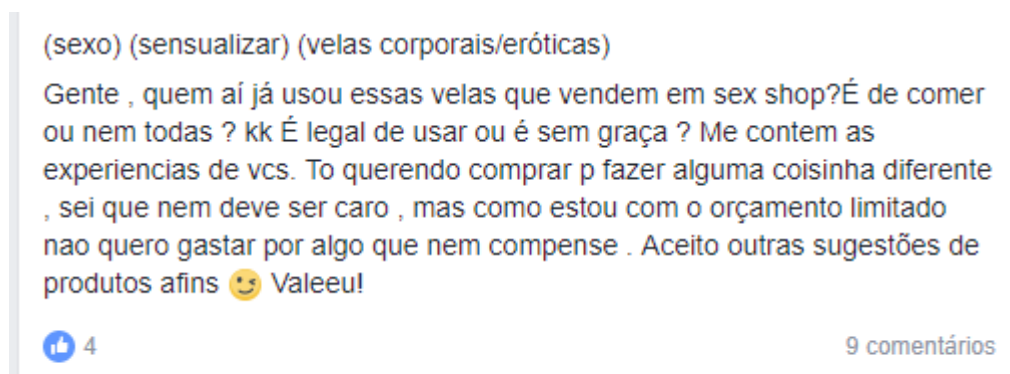 (sexo) (sensualizar) (velas corporais/eróticas)
Gente , quem aí já usou essas velas que vendem em sex shop?É de comer
ou nem todas ? kk É legal de usar ou é sem graça ? Me contem as
experiencias de vcs. To querendo comprar p fazer alguma coisinha diferente
, sei que nem deve ser caro , mas como estou com o orçamento limitado
nao quero gastar por algo que nem compense . Aceito outras sugestões de
produtos afins 😉 Valeeu!
4
9 comentários